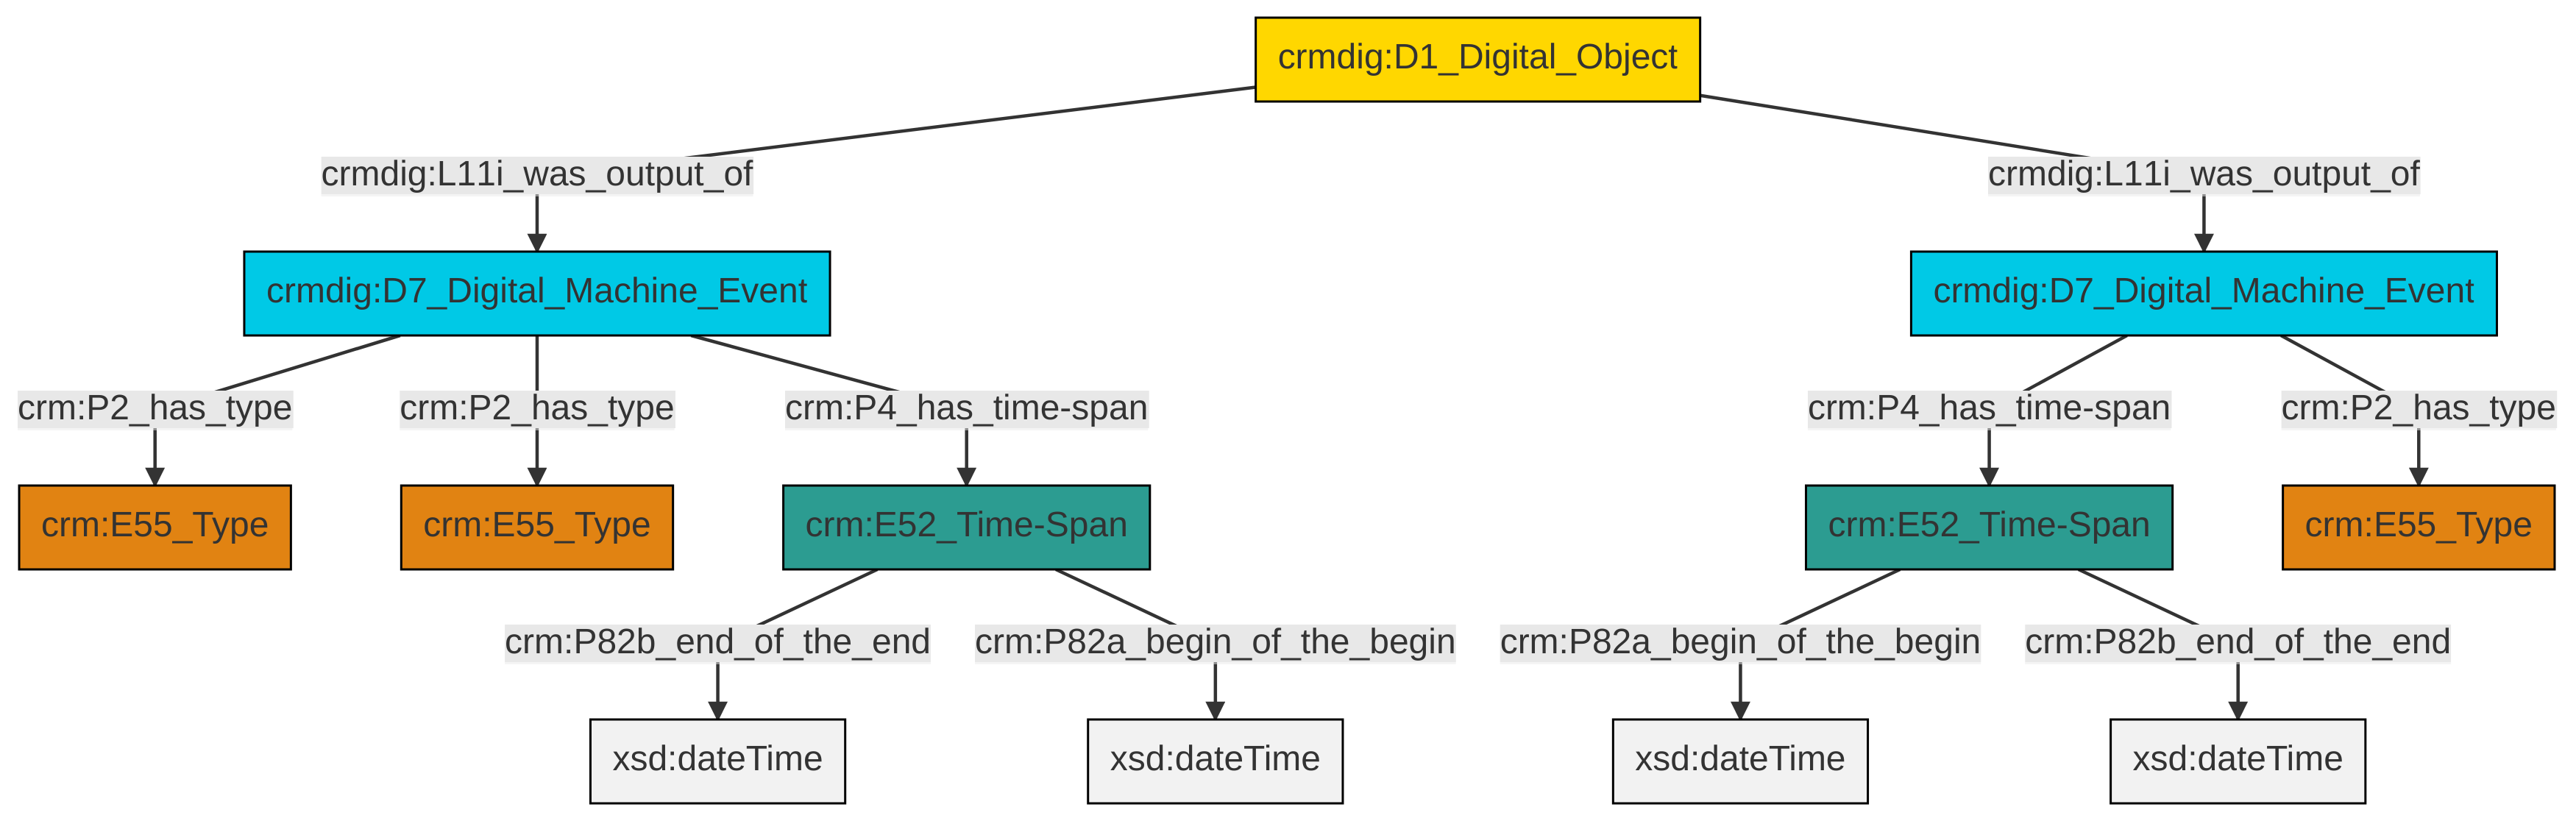 crmdig:D1_Digital_Object
crmdig:L11i_was_output_of
crmdig:L11i_was_output_of
crmdig:D7_Digital_Machine_Event
crmdig:D7_Digital_Machine_Event
crm:P2_has_type
crm:P2_has_type
crm:P4_has_time-span
crm:P4_has_time-span
crm:P2_has_type
crm:E55_Type
crm:E55_Type
crm:E52_Time-Span
crm:E52_Time-Span
crm:E55_Type
crm:P82b_end_of_the_end
crm:P82a_begin_of_the_begin
crm:P82a_begin_of_the_begin
crm:P82b_end_of_the_end
xsd:dateTime
xsd:dateTime
xsd:dateTime
xsd:dateTime